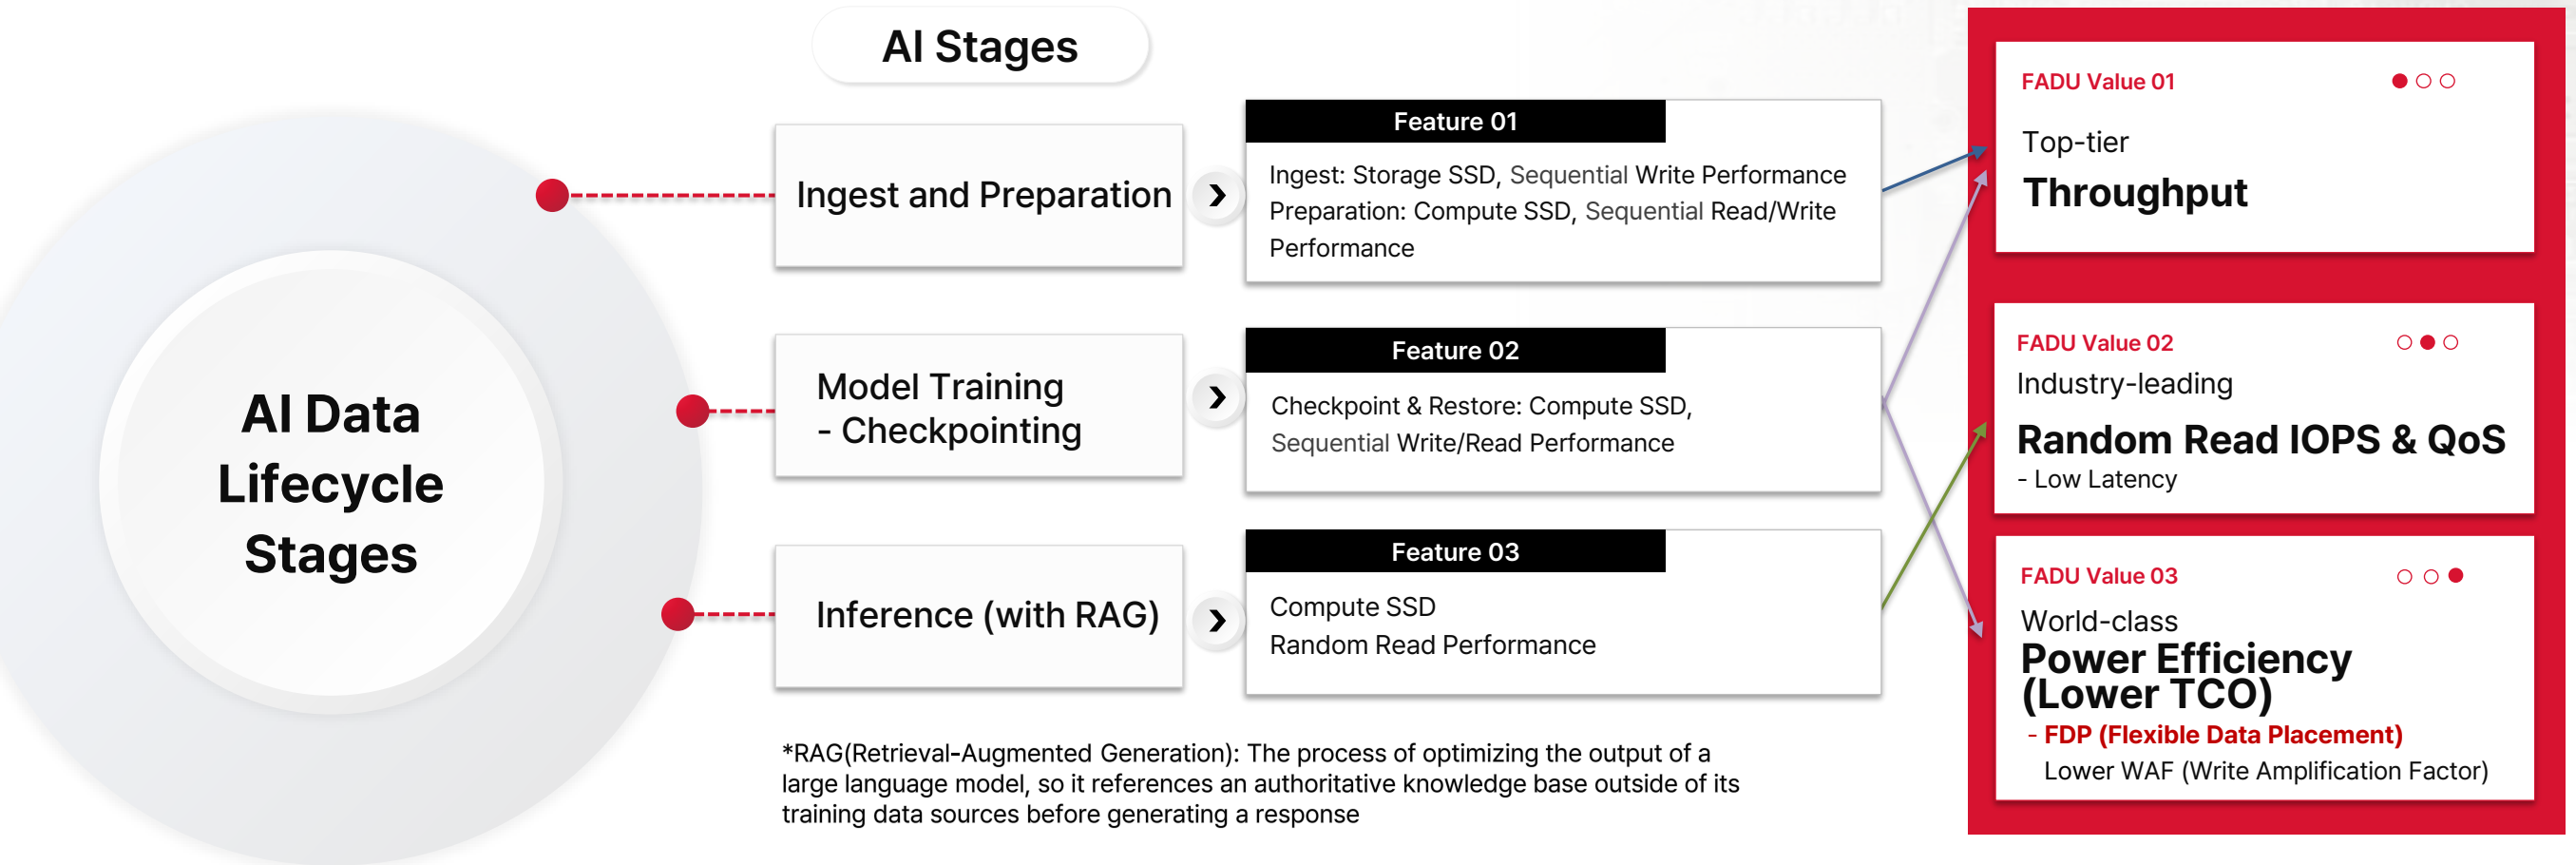 AI Stages
AI Data
Lifecycle
Stages
Ingest and Preparation
Feature 01
Ingest: Storage SSD, Sequential Write Performance
Preparation: Compute SSD, Sequential Read/Write
Performance
Model Training
- Checkpointing
Feature 02
Checkpoint & Restore: Compute SSD,
Sequential Write/Read Performance
Inference (with RAG)
Feature 03
Compute SSD
Random Read Performance
*RAG(Retrieval-Augmented Generation): The process of optimizing the output of a
large language model, so it references an authoritative knowledge base outside of its
training data sources before generating a response
FADU Value 01
Top-tier
Throughput
FADU Value 02
Industry-leading
Random Read IOPS & QoS
- Low Latency
FADU Value 03
World-class
Power Efficiency
(Lower TCO)
- FDP (Flexible Data Placement)
Lower WAF (Write Amplification Factor)